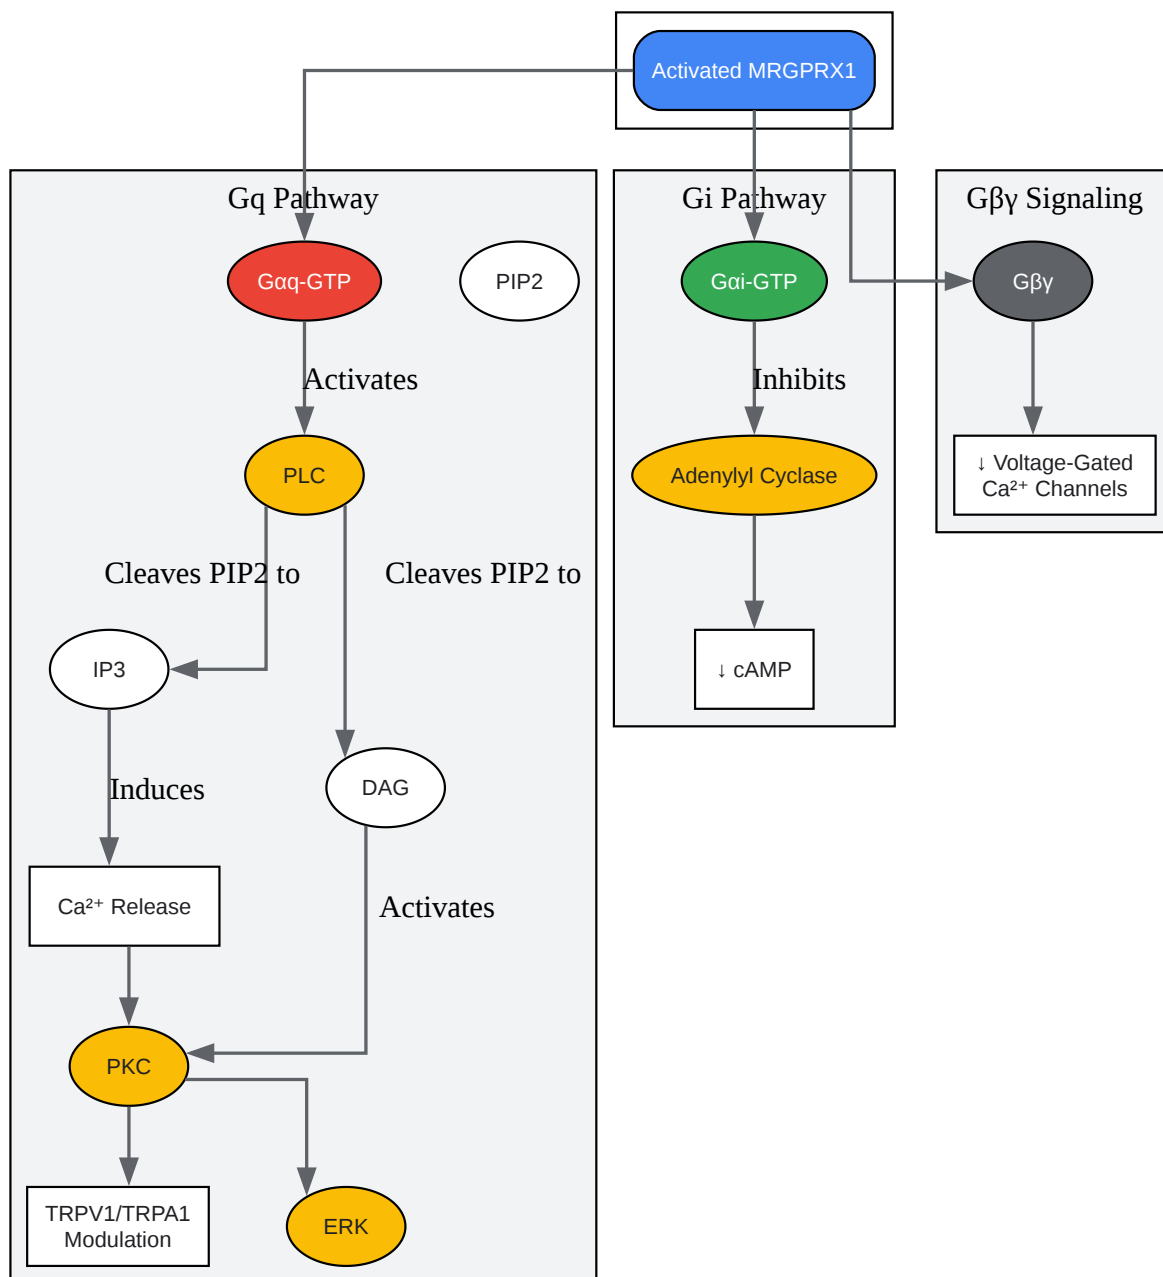 Activated MRGPRX1
Gq Pathway
Gi Pathway
Gβγ Signaling
Gαq-GTP
PIP2
Gαi-GTP
Gβγ
Activates
Inhibits
PLC
Adenylyl Cyclase
↓ Voltage-Gated
Ca²⁺ Channels
Cleaves PIP2 to
Cleaves PIP2 to
IP3
↓ cAMP
Induces
DAG
Ca²⁺ Release
Activates
PKC
TRPV1/TRPA1
Modulation
ERK